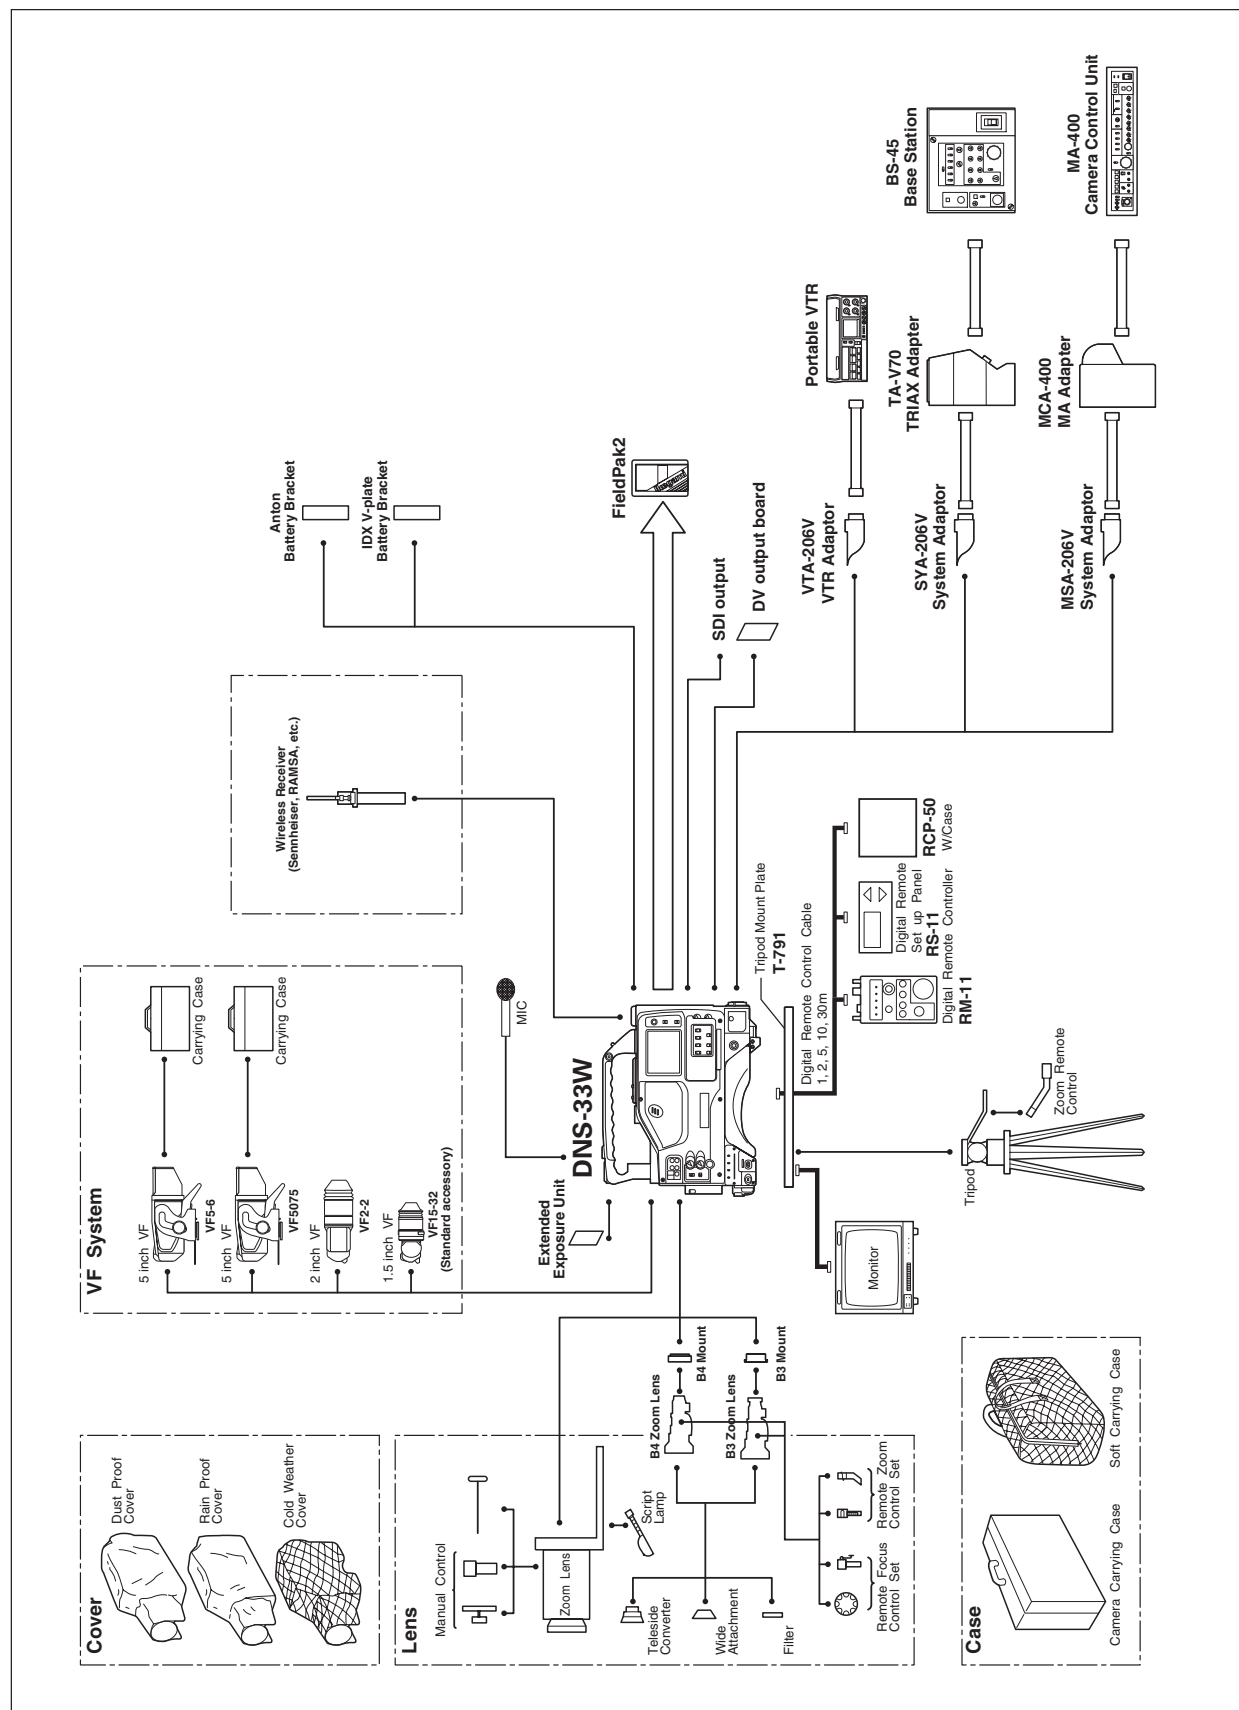 Cover
Dust Proof
Cover
Rain Proof
Cover
Cold Weather
Cover
VF System
5 inch VF
VF5-6
Carrying Case
5 inch VF
VF5075
Carrying Case
2 inch VF
VF2-2
1.5 inch VF
VF15-32
(Standard accessory)
Wireless Receiver
(Sennheiser, RAMSA, etc.)
Anton
Battery Bracket
IDX V-plate
Battery Bracket
MIC
Extended
Exposure Unit
DNS-33W
FieldPak2
SDI output
DV output board
Lens
Manual Control
Zoom Lens
Script
Lamp
Teleside
Converter
Wide
Attachment
Filter
B4 Zoom Lens
B4 Mount
B3 Zoom Lens
B3 Mount
Remote Focus
Control Set
Remote Zoom
Control Set
Tripod Mount Plate
T-791
Digital Remote Control Cable
1, 2, 5, 10, 30m
Monitor
Tripod
Zoom Remote
Control
Digital Remote Controller
RM-11
Digital Remote
Set up Panel
RS-11
RCP-50
W/Case
VTA-206V
VTR Adaptor
Portable VTR
SYA-206V
System Adaptor
TA-V70
TRIAX Adapter
BS-45
Base Station
MSA-206V
System Adaptor
MCA-400
MA Adapter
MA-400
Camera Control Unit
Case
Camera Carrying Case
Soft Carrying Case